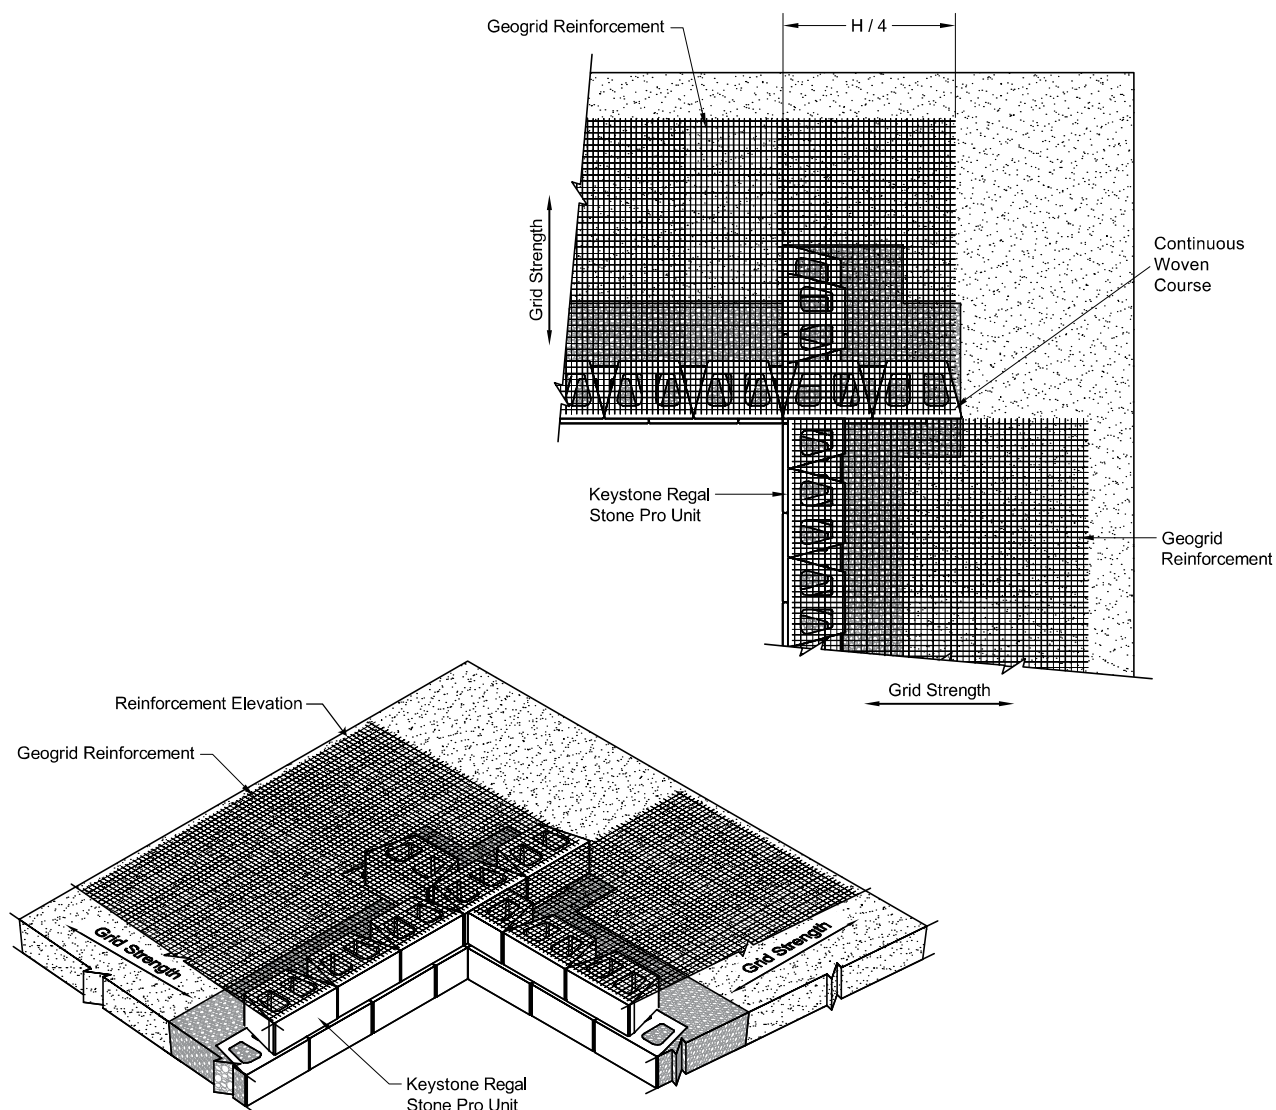 Geogrid Reinforcement
H / 4
Grid Strength
Continuous
Woven
Course
Keystone Regal
Stone Pro Unit
Geogrid
Reinforcement
Grid Strength
Reinforcement Elevation
Geogrid Reinforcement
Grid Strength
Grid Strength
Keystone Regal
Stone Pro Unit